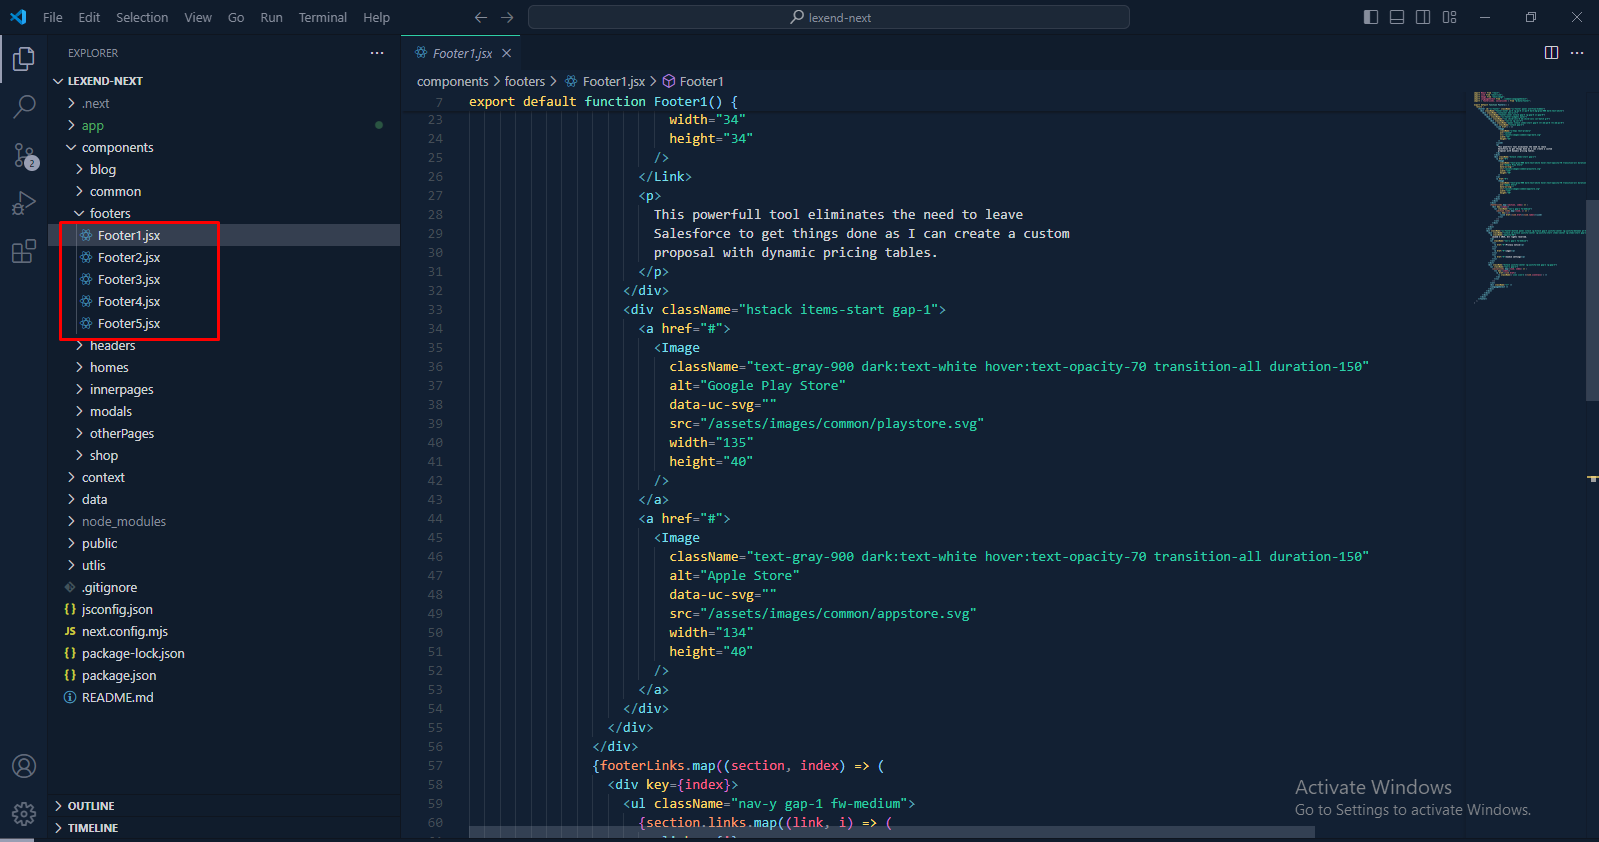 File Edit Selection View Go Run Terminal Help
lexend-next
EXPLORER
LEXEND-NEXT
.next
app
components
blog
common
footers
Footer1.jsx
Footer2.jsx
Footer3.jsx
Footer4.jsx
Footer5.jsx
headers
homes
innerpages
modals
otherPages
shop
context
data
node_modules
public
utlis
.gitignore
{} jsconfig.json
JS next.config.mjs
{} package-lock.json
{} package.json
README.md
OUTLINE
TIMELINE
2
Footer1.jsx
components > footers > Footer1.jsx > Footer1
7 export default function Footer1() {
23 width="34"
24 height="34"
25 />
26 </Link>
27 <p>
28 This powerfull tool eliminates the need to leave
29 Salesforce to get things done as I can create a custom
30 proposal with dynamic pricing tables.
31 </p>
32 </div>
33 <div className="hstack items-start gap-1">
34 <a href="#">
35 <Image
36 className="text-gray-900 dark:text-white hover:text-opacity-70 transition-all duration-150"
37 alt="Google Play Store"
38 data-uc-svg=""
39 src="/assets/images/common/playstore.svg"
40 width="135"
41 height="40"
42 />
43 </a>
44 <a href="#">
45 <Image
46 className="text-gray-900 dark:text-white hover:text-opacity-70 transition-all duration-150"
47 alt="Apple Store"
48 data-uc-svg=""
49 src="/assets/images/common/appstore.svg"
50 width="134"
51 height="40"
52 />
53 </a>
54 </div>
55 </div>
56 </div>
57 {footerLinks.map((section, index) => (
58 <div key={index}>
59 <ul className="nav-y gap-1 fw-medium">
60 {section.links.map((link, i) => (
Activate Windows
Go to Settings to activate Windows.